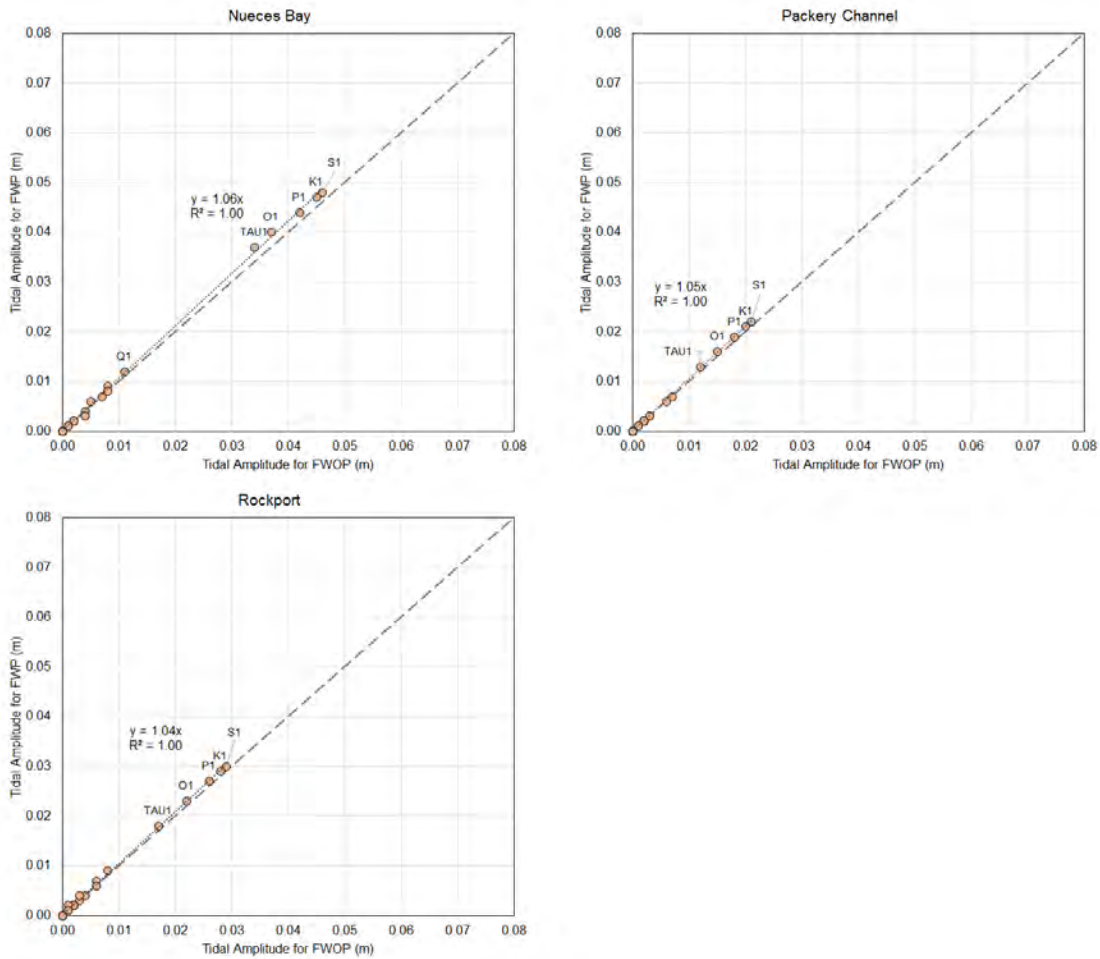 Nueces Bay
Tidal Amplitude for FWP (m)
0.08
0.07
0.06
0.05
0.04
0.03
0.02
0.01
0.00
S1
K1
P1
y = 1.06x
R² = 1.00
O1
TAU1
Q1
0.00 0.01 0.02 0.03 0.04 0.05 0.06 0.07 0.08
Tidal Amplitude for FWOP (m)
Packery Channel
Tidal Amplitude for FWP (m)
0.08
0.07
0.06
0.05
0.04
0.03
0.02
0.01
0.00
y = 1.05x
R² = 1.00
S1
K1
P1
O1
TAU1
0.00 0.01 0.02 0.03 0.04 0.05 0.06 0.07 0.08
Tidal Amplitude for FWOP (m)
Rockport
Tidal Amplitude for FWP (m)
0.08
0.07
0.06
0.05
0.04
0.03
0.02
0.01
0.00
y = 1.04x
R² = 1.00
S1
K1
P1
O1
TAU1
0.00 0.01 0.02 0.03 0.04 0.05 0.06 0.07 0.08
Tidal Amplitude for FWOP (m)